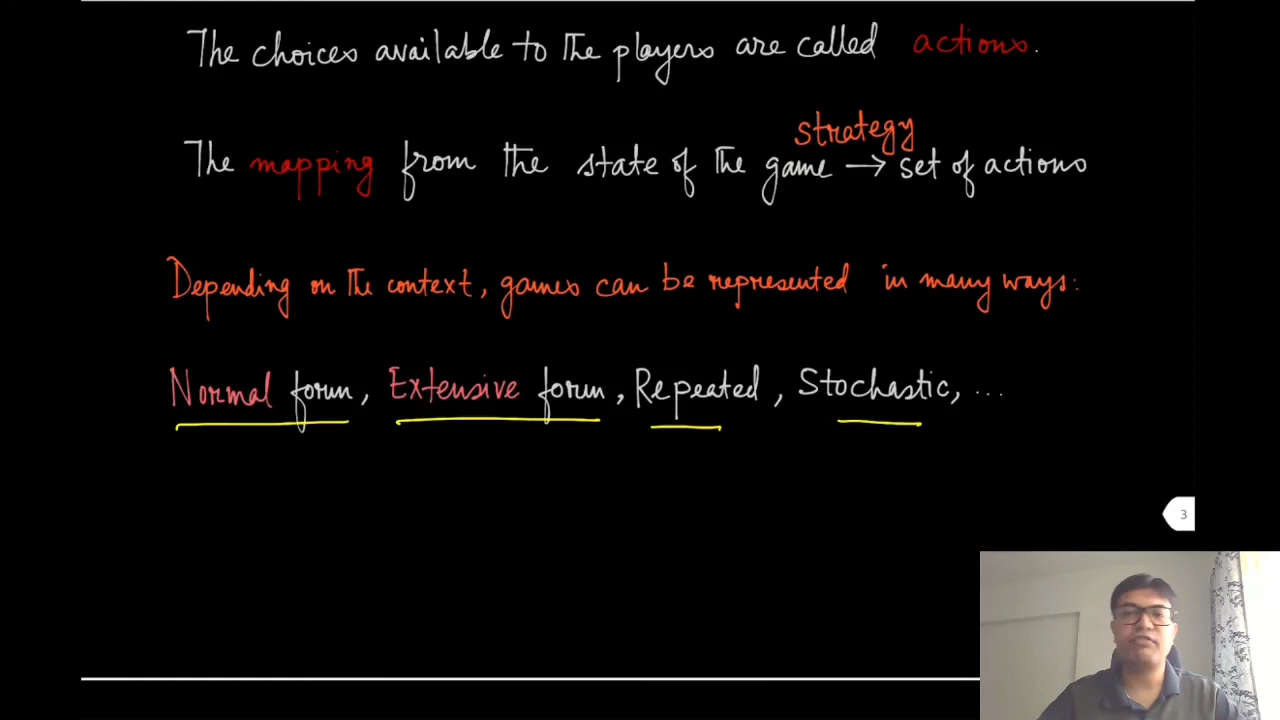 The choices available to the players are called actions.
strategy
The mapping from the state of the game → set of actions
Depending on the context, games can be represented in many ways:
Normal form, Extensive form, Repeated, Stochastic, ...
3